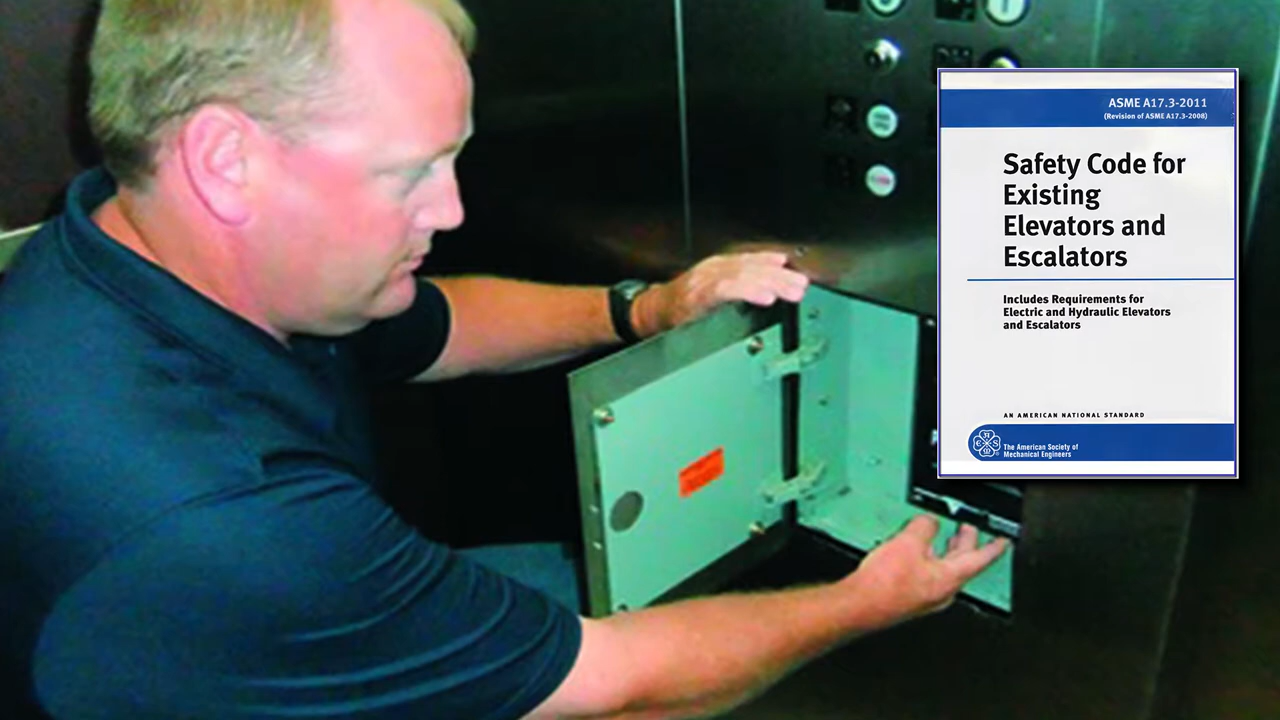 ASME A17.3-2011
(Revision of ASME A17.3-2008)
Safety Code for
Existing
Elevators and
Escalators
Includes Requirements for
Electric and Hydraulic Elevators
and Escalators
AN AMERICAN NATIONAL STANDARD
The American Society of
Mechanical Engineers